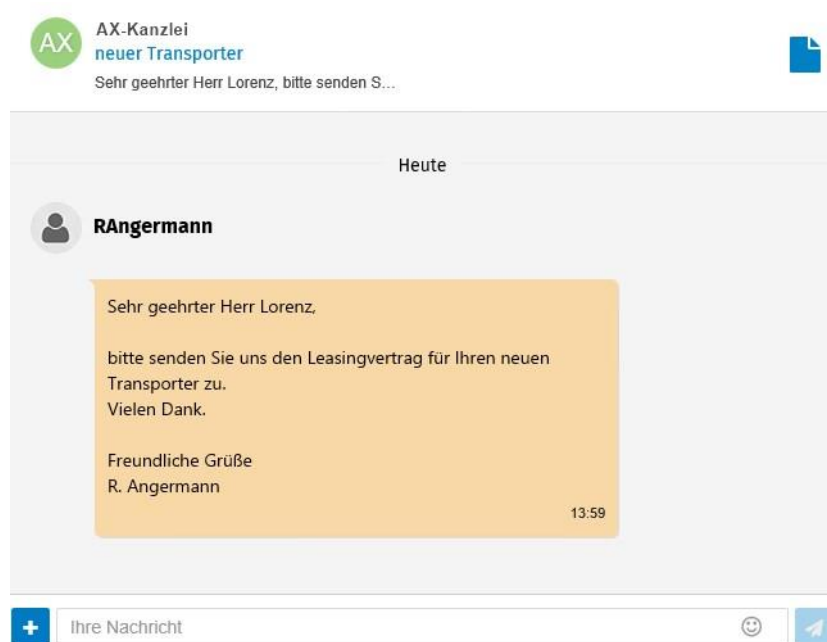 AX
AX-Kanzlei
neuer Transporter
Sehr geehrter Herr Lorenz, bitte senden S...
Heute
RAngermann
Sehr geehrter Herr Lorenz,
bitte senden Sie uns den Leasingvertrag für Ihren neuen
Transporter zu.
Vielen Dank.
Freundliche Grüße
R. Angermann
13:59
Ihre Nachricht